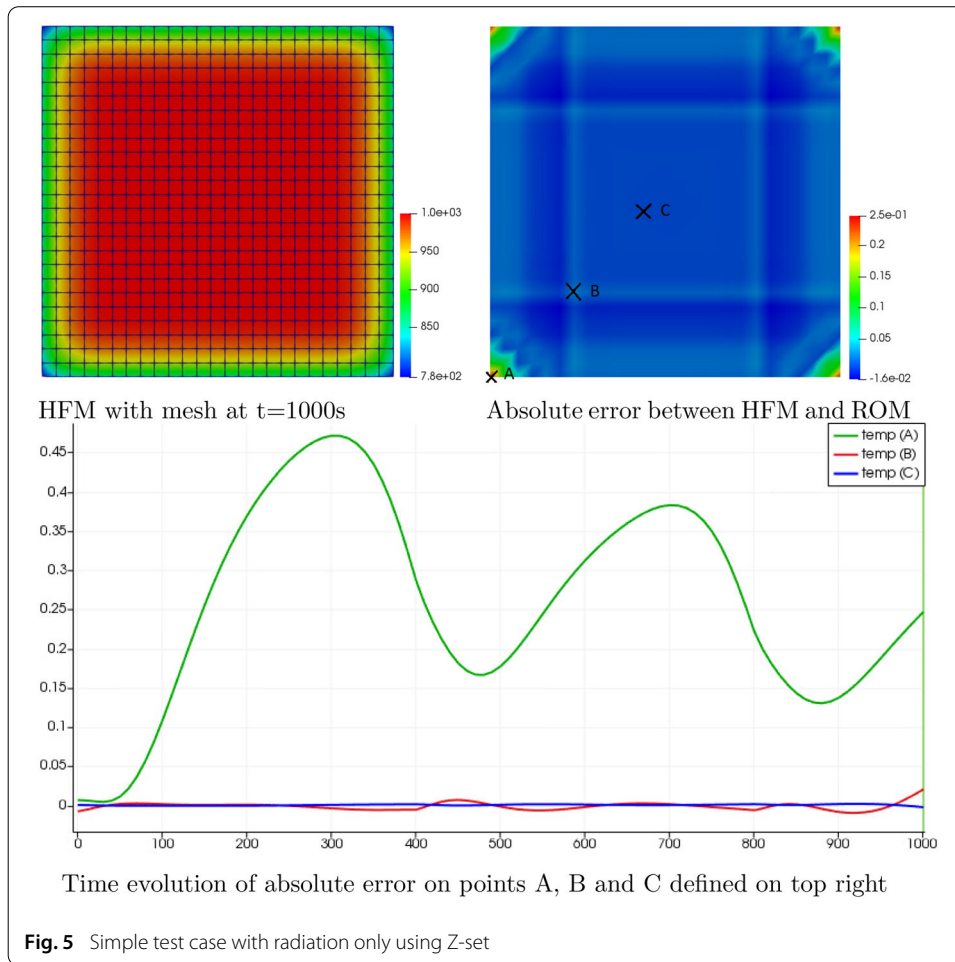 1.0e+03
950
900
850
7.8e+02
C
B
A
2.5e-01
0.2
0.15
0.1
0.05
-1.6e-02
HFM with mesh at t=1000s
Absolute error between HFM and ROM
temp (A)
temp (B)
temp (C)
0.45
0.4
0.35
0.3
0.25
0.2
0.15
0.1
0.05
0
0 100 200 300 400 500 600 700 800 900 1000
Time evolution of absolute error on points A, B and C defined on top right
Fig. 5 Simple test case with radiation only using Z-set